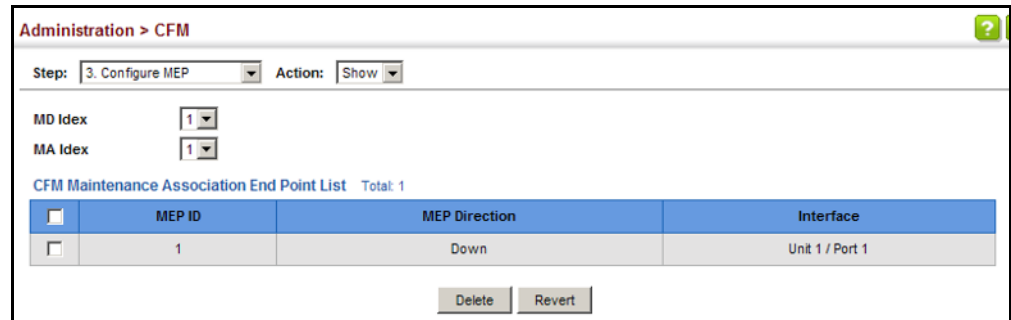 Administration > CFM
?
Step: 3. Configure MEP Action: Show
MD Idex 1
MA Idex 1
CFM Maintenance Association End Point List Total: 1
MEP ID MEP Direction Interface
1 Down Unit 1 / Port 1
Delete Revert